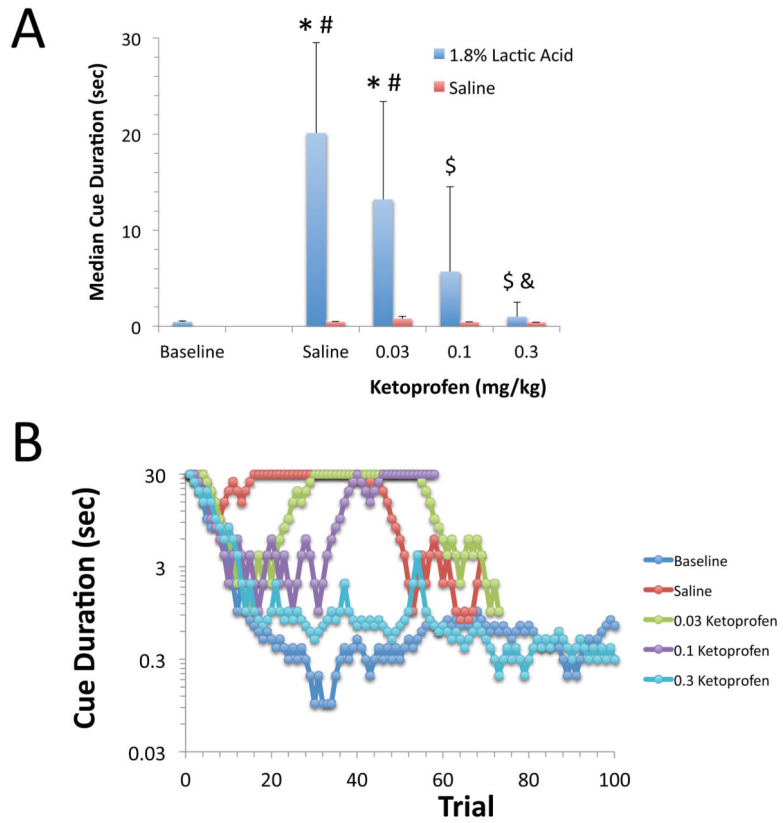 A
Median Cue Duration (sec)
30
20
10
0
* #
* #
$
$ &
1.8% Lactic Acid
Saline
Baseline
Saline
0.03
0.1
0.3
Ketoprofen (mg/kg)
B
Cue Duration (sec)
30
3
0.3
0.03
0
20
40
60
80
100
Trial
Baseline
Saline
0.03 Ketoprofen
0.1 Ketoprofen
0.3 Ketoprofen